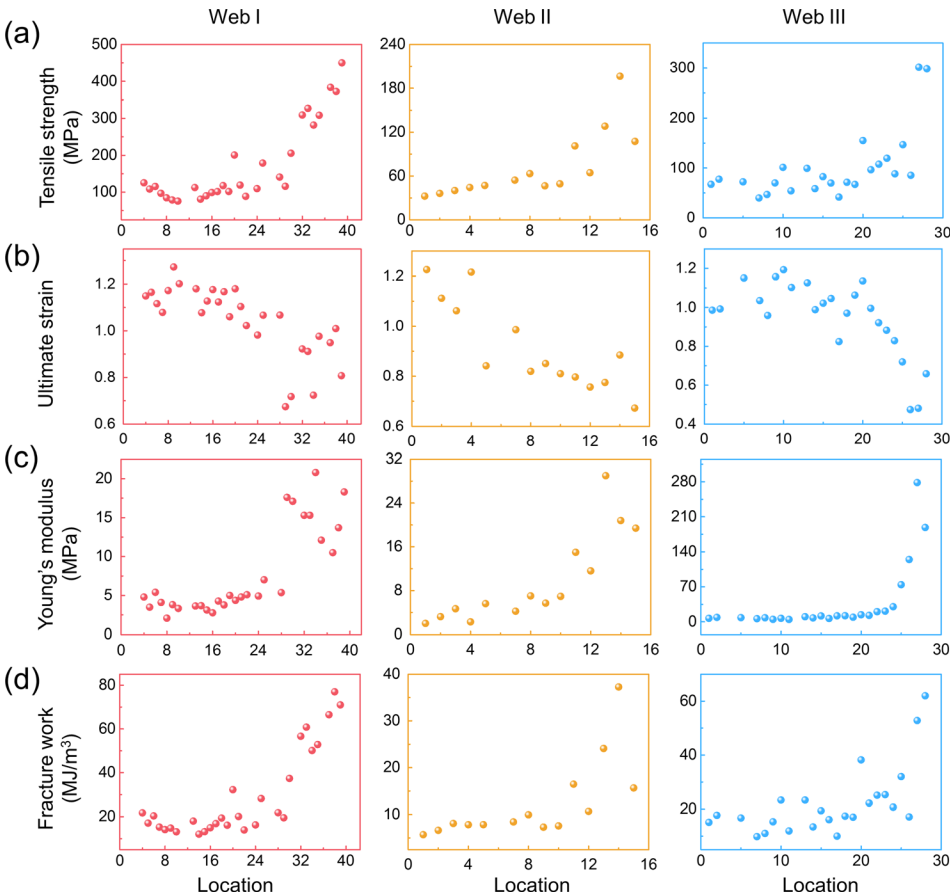 Web I
Web II
Web III
(a)
Tensile strength
(MPa)
500
400
300
200
100
0 8 16 24 32 40
240
180
120
60
0
0 4 8 12 16
300
200
100
0
0 10 20 30
(b)
Ultimate strain
1.2
1.0
0.8
0.6
0 8 16 24 32 40
1.2
1.0
0.8
0.6
0 4 8 12 16
1.2
1.0
0.8
0.6
0.4
0 10 20 30
(c)
Young's modulus
(MPa)
20
15
10
5
0
0 8 16 24 32 40
32
24
16
8
0
0 4 8 12 16
280
210
140
70
0
0 10 20 30
(d)
Fracture work
(MJ/m³)
80
60
40
20
0 8 16 24 32 40
40
30
20
10
0 4 8 12 16
60
40
20
0
0 10 20 30
Location
Location
Location